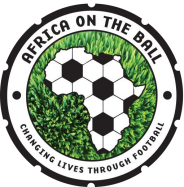 AFRICA ON THE BALL
CHANGING LIVES THROUGH FOOTBALL